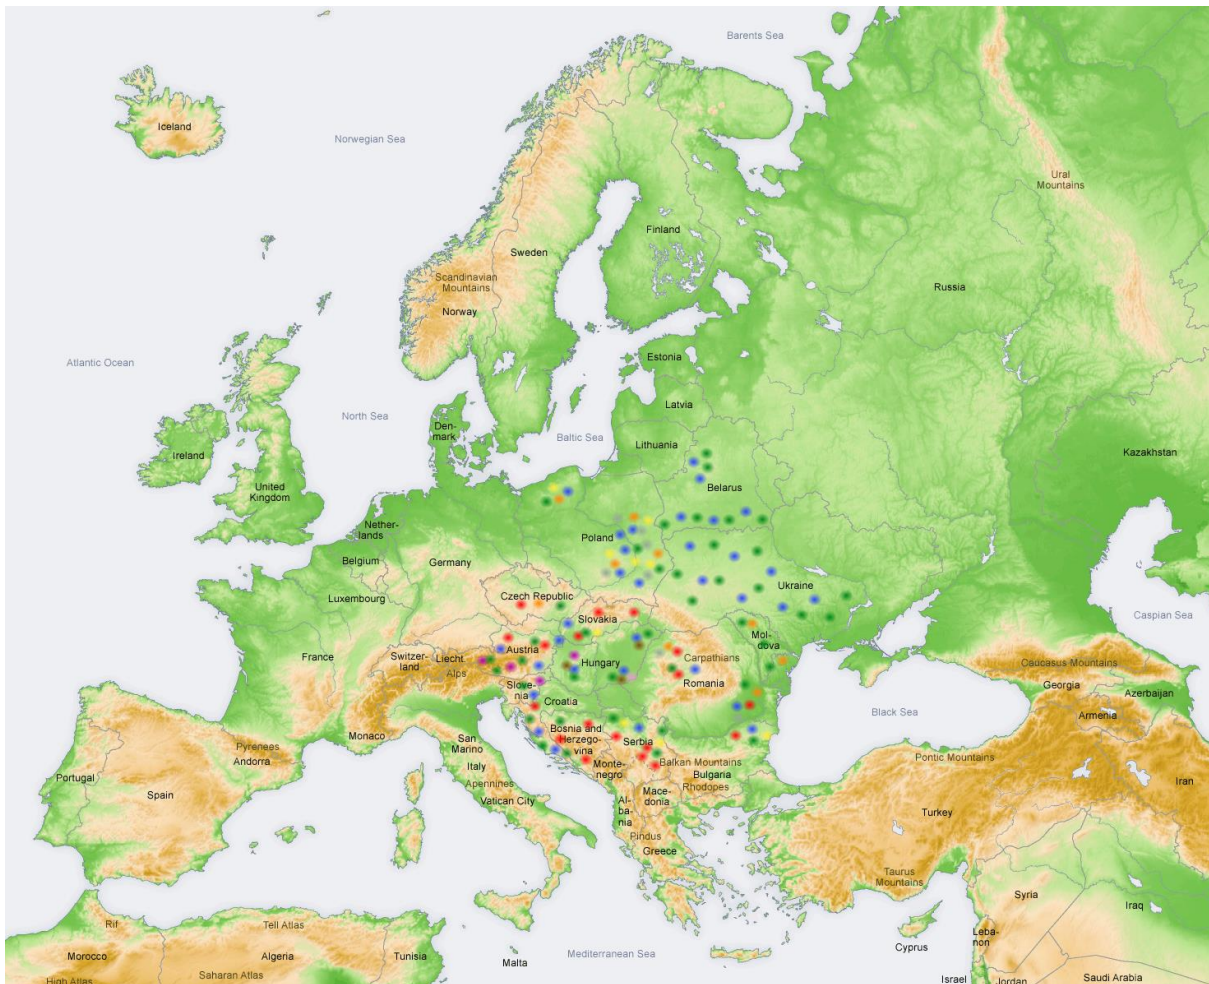 Barents Sea
Iceland
Norwegian Sea
Ural
Mountains
Finland
Sweden
Scandinavian
Mountains
Norway
Russia
Atlantic Ocean
Estonia
North Sea
Latvia
Den-
mark
Baltic Sea
Lithuania
Ireland
Kazakhstan
United
Kingdom
Belarus
Nether-
lands
Poland
Belgium
Germany
Ukraine
Luxembourg
Czech Republic
Slovakia
Caspian Sea
Mol-
dova
France
Switzer-
land
Liecht.
Austria
Hungary
Carpathians
Alps
Caucasus Mountains
Romania
Georgia
Azerbaijan
Slove-
nia
Croatia
Black Sea
Armenia
Monaco
San
Marino
Bosnia and
Herzego-
vina
Serbia
Pyrenees
Andorra
Italy
Monte-
negro
Balkan Mountains
Bulgaria
Pontic Mountains
Portugal
Spain
Apennines
Vatican City
Rhodopes
Mace-
donia
Al-
ba-
nia
Iran
Turkey
Pindus
Greece
Taurus
Mountains
Syria
Iraq
Rif
Tell Atlas
Leba-
non
Cyprus
Morocco
Algeria
Tunisia
Malta
Mediterranean Sea
Saharan Atlas
High Atlas
Israel
Jordan
Saudi Arabia